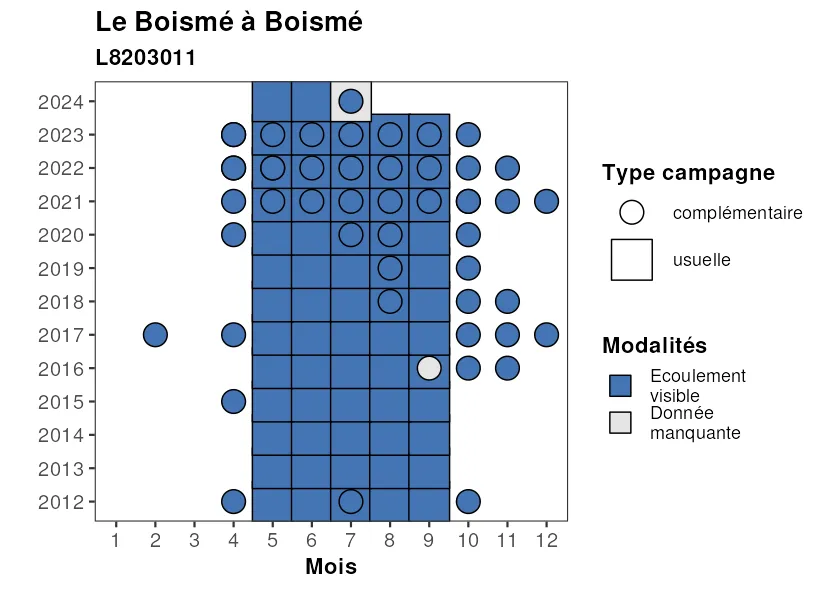 Le Boismé à Boismé
L8203011
2024
2023
2022
2021
2020
2019
2018
2017
2016
2015
2014
2013
2012
1 2 3 4 5 6 7 8 9 10 11 12
Mois
Type campagne
complémentaire
usuelle
Modalités
Ecoulement
visible
Donnée
manquante